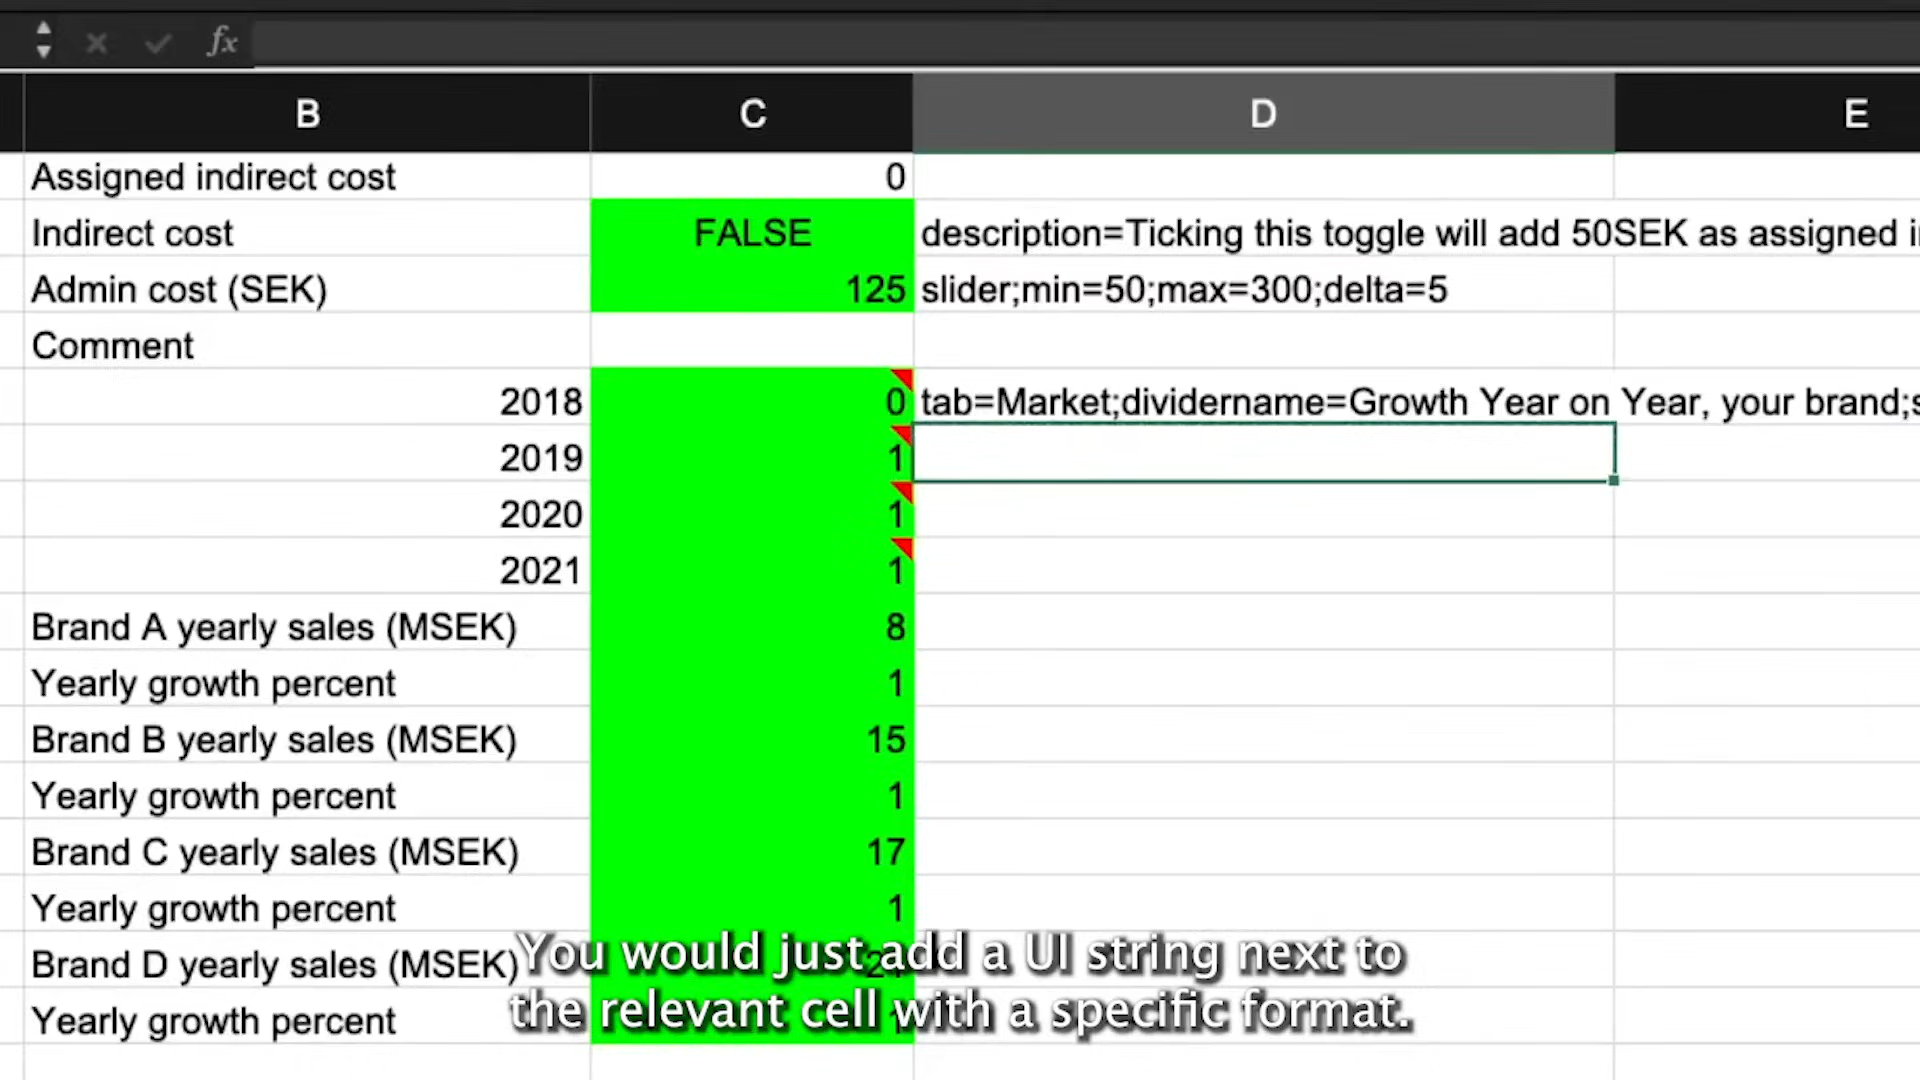 fx
B C D E
Assigned indirect cost 0
Indirect cost FALSE description=Ticking this toggle will add 50SEK as assigned
Admin cost (SEK) 125 slider;min=50;max=300;delta=5
Comment
2018 0 tab=Market;dividername=Growth Year on Year, your brand;
2019 1
2020 1
2021 1
Brand A yearly sales (MSEK) 8
Yearly growth percent 1
Brand B yearly sales (MSEK) 15
Yearly growth percent 1
Brand C yearly sales (MSEK) 17
Yearly growth percent 1
Brand D yearly sales (MSEK)
Yearly growth percent
You would just add a UI string next to
the relevant cell with a specific format.